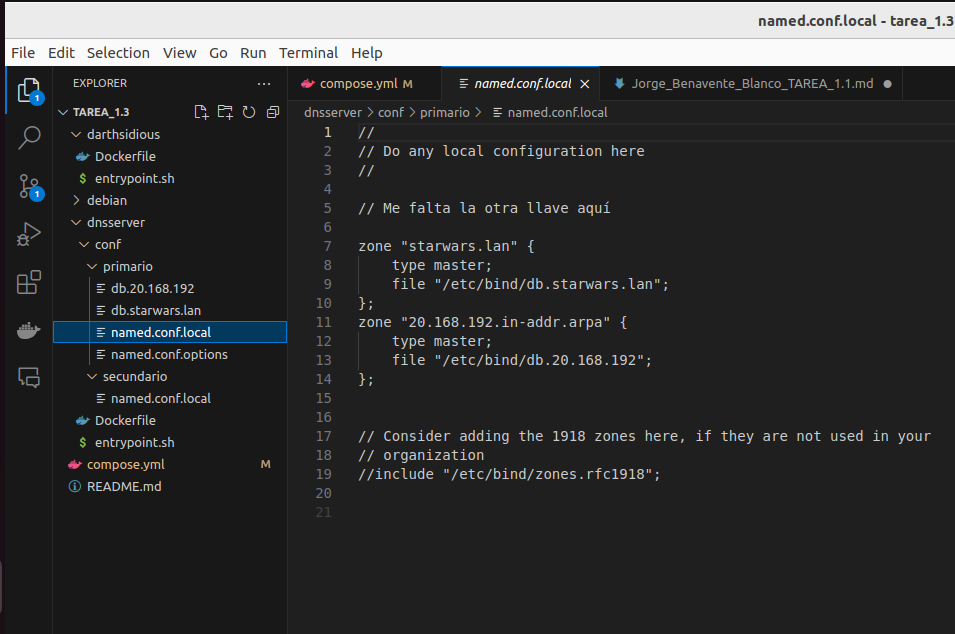 named.conf.local - tarea_1.3
File Edit Selection View Go Run Terminal Help
EXPLORER
TAREA_1.3
darthsidious
Dockerfile
$ entrypoint.sh
debian
dnsserver
conf
primario
db.20.168.192
db.starwars.lan
named.conf.local
named.conf.options
secundario
named.conf.local
Dockerfile
$ entrypoint.sh
compose.yml M
README.md
1
1
compose.yml M
named.conf.local
Jorge_Benavente_Blanco_TAREA_1.1.md
dnsserver > conf > primario > named.conf.local
1 //
2 // Do any local configuration here
3 //
4
5 // Me falta la otra llave aquí
6
7 zone "starwars.lan" {
8 type master;
9 file "/etc/bind/db.starwars.lan";
10 };
11 zone "20.168.192.in-addr.arpa" {
12 type master;
13 file "/etc/bind/db.20.168.192";
14 };
15
16
17 // Consider adding the 1918 zones here, if they are not used in your
18 // organization
19 //include "/etc/bind/zones.rfc1918";
20
21